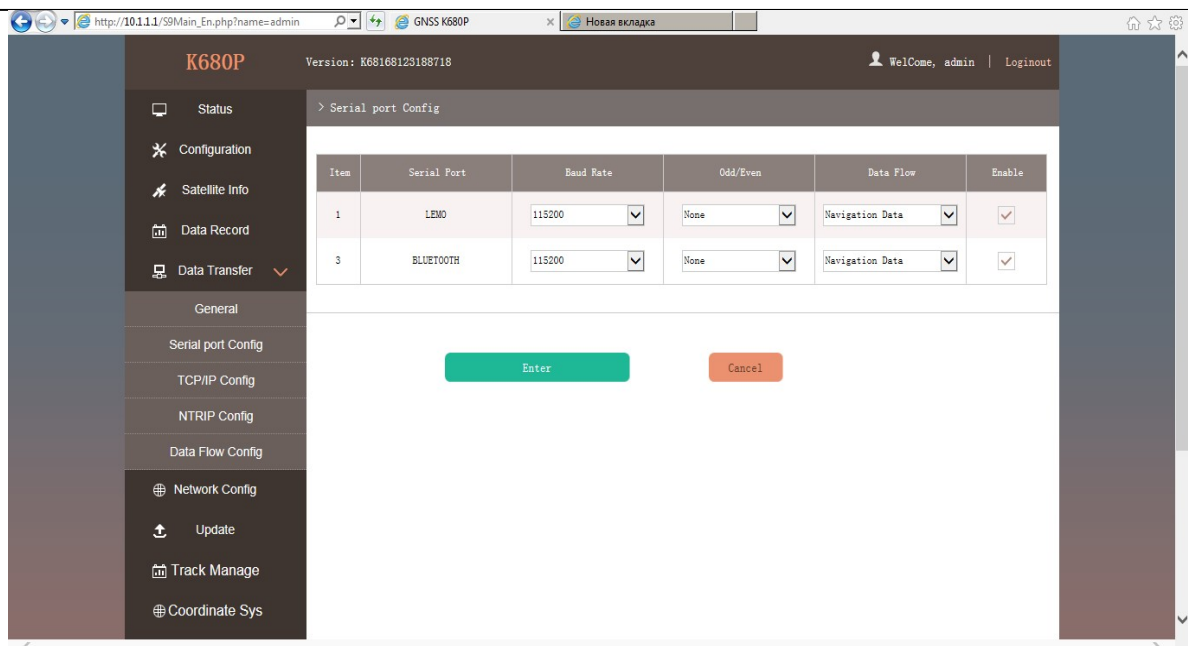 http://10.1.1.1/S9Main_En.php?name=admin
GNSS K680P
Новая вкладка
K680P
Version: K68168123188718
WelCome, admin | Loginout
Status
Configuration
Satellite Info
Data Record
Data Transfer
General
Serial port Config
TCP/IP Config
NTRIP Config
Data Flow Config
Network Config
Update
Track Manage
Coordinate Sys
> Serial port Config
Item Serial Port Baud Rate Odd/Even Data Flow Enable
1 LEMO 115200 None Navigation Data
3 BLUETOOTH 115200 None Navigation Data
Enter Cancel